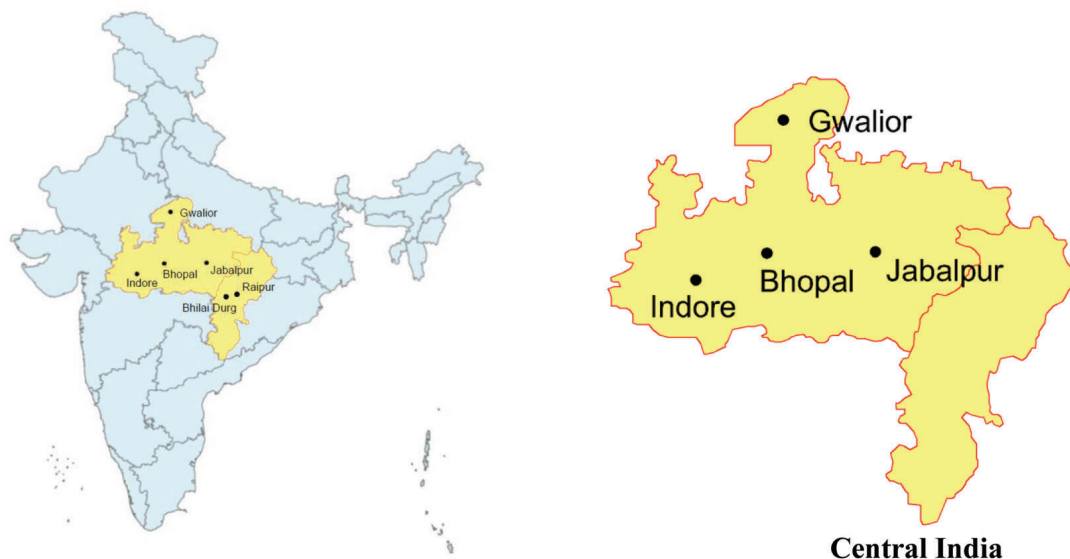 Gwalior
Bhopal
Jabalpur
Indore
Raipur
Bhilai Durg
Gwalior
Bhopal
Jabalpur
Indore
Central India